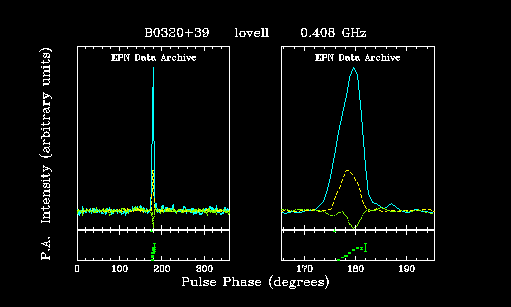 B0320+39 lovell 0.408 GHz
EPN Data Archive EPN Data Archive
Intensity (arbitrary units)
P.A.
0 100 200 300 170 180 190
Pulse Phase (degrees)